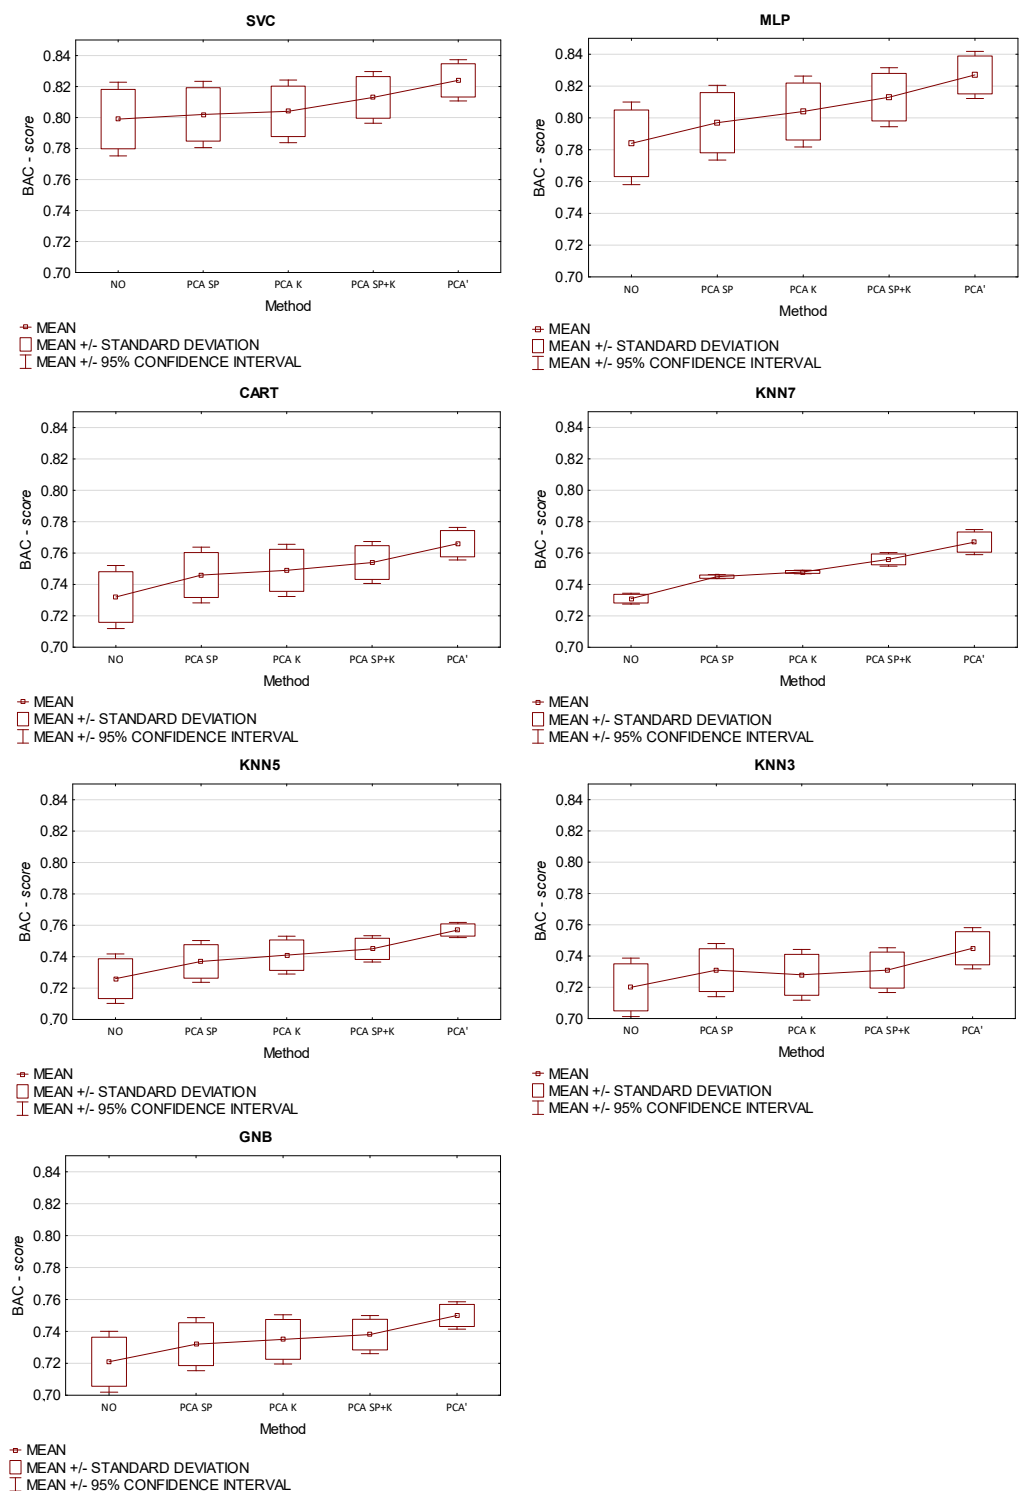 SVC
0.84
0.82
0.80
0.78
0.76
0.74
0.72
0.70
BAC - score
NO PCA SP PCA K PCA SP+K PCA'
Method
MEAN
MEAN +/- STANDARD DEVIATION
MEAN +/- 95% CONFIDENCE INTERVAL
MLP
0.84
0.82
0.80
0.78
0.76
0.74
0.72
0.70
BAC - score
NO PCA SP PCA K PCA SP+K PCA'
Method
MEAN
MEAN +/- STANDARD DEVIATION
MEAN +/- 95% CONFIDENCE INTERVAL
CART
0.84
0.82
0.80
0.78
0.76
0.74
0.72
0.70
BAC - score
NO PCA SP PCA K PCA SP+K PCA'
Method
MEAN
MEAN +/- STANDARD DEVIATION
MEAN +/- 95% CONFIDENCE INTERVAL
KNN7
0.84
0.82
0.80
0.78
0.76
0.74
0.72
0.70
BAC - score
NO PCA SP PCA K PCA SP+K PCA'
Method
MEAN
MEAN +/- STANDARD DEVIATION
MEAN +/- 95% CONFIDENCE INTERVAL
KNN5
0.84
0.82
0.80
0.78
0.76
0.74
0.72
0.70
BAC - score
NO PCA SP PCA K PCA SP+K PCA'
Method
MEAN
MEAN +/- STANDARD DEVIATION
MEAN +/- 95% CONFIDENCE INTERVAL
KNN3
0.84
0.82
0.80
0.78
0.76
0.74
0.72
0.70
BAC - score
NO PCA SP PCA K PCA SP+K PCA'
Method
MEAN
MEAN +/- STANDARD DEVIATION
MEAN +/- 95% CONFIDENCE INTERVAL
GNB
0.84
0.82
0.80
0.78
0.76
0.74
0.72
0.70
BAC - score
NO PCA SP PCA K PCA SP+K PCA'
Method
MEAN
MEAN +/- STANDARD DEVIATION
MEAN +/- 95% CONFIDENCE INTERVAL